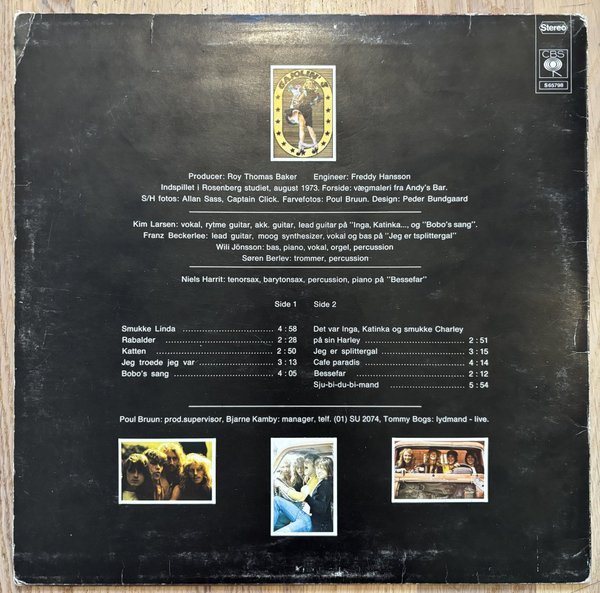 Stereo
CBS
S 65798
GASOLIN' 3
Producer: Roy Thomas Baker Engineer: Freddy Hansson
Indspillet i Rosenberg studiet, august 1973. Forside: vægmaleri fra Andy's Bar.
S/H fotos: Allan Sass, Captain Click. Farvefotos: Poul Bruun. Design: Peder Bundgaard
Kim Larsen: vokal, rytme guitar, akk. guitar, lead guitar på "Inga, Katinka..., og "Bobo's sang".
Franz Beckerlee: lead guitar, moog synthesizer, vokal og bas på "Jeg er tsplittergal"
Wili Jönsson: bas, piano, vokal, orgel, percussion
Søren Berlev: trommer, percussion
Niels Harrit: tenorsax, barytonsax, percussion, piano på "Bessefar"
Side 1 Side 2
Smukke Linda 4 : 58
Rabalder 2 : 28
Katten 2 : 50
Jeg troede jeg var 3 : 13
Bobo's sang 4 : 05
Det var Inga, Katinka og smukke Charley
på sin Harley 2 : 51
Jeg er splittergal 3 : 15
Cafe paradis 4 : 14
Bessefar 2 : 12
Sju-bi-du-bi-mand 5 : 54
Poul Bruun: prod.supervisor, Bjarne Kamby: manager, telf. (01) SU 2074, Tommy Bogs: lydmand - live.